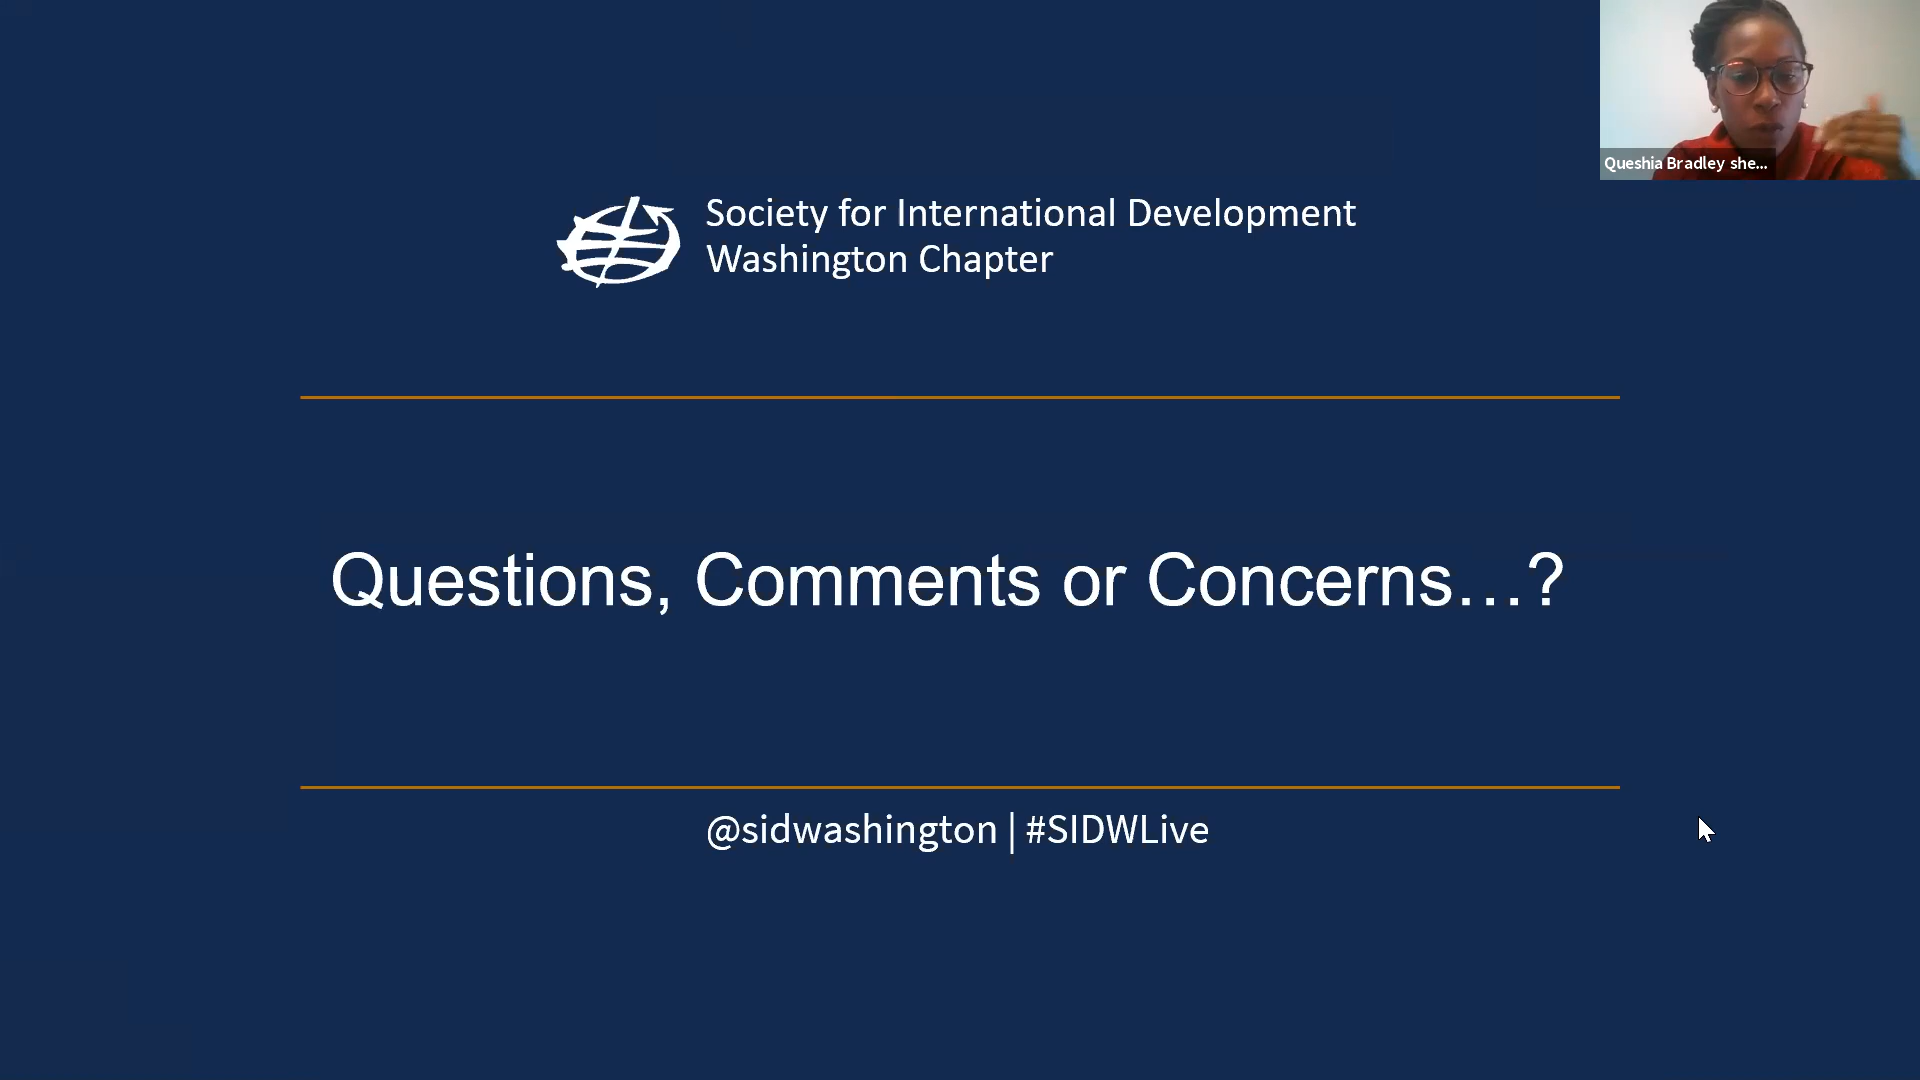 Queshia Bradley she...
Society for International Development
Washington Chapter
Questions, Comments or Concerns...?
@sidwashington | #SIDWLive